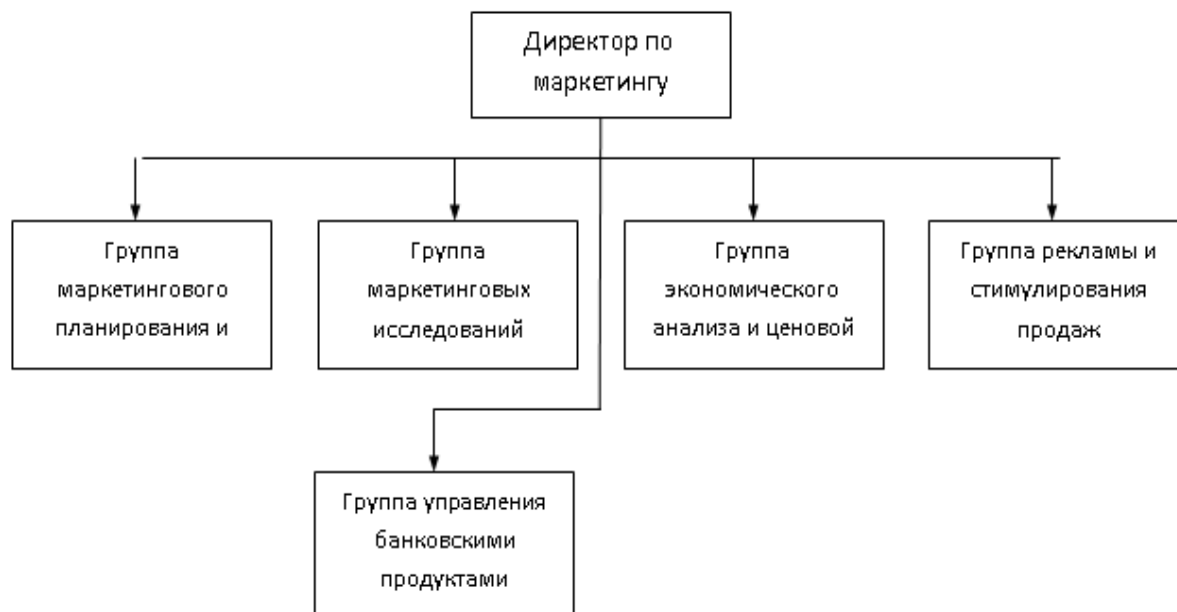 Директор по
маркетингу
Группа
маркетингового
планирования и
Группа
маркетинговых
исследований
Группа
экономического
анализа и ценовой
Группа рекламы и
стимулирования
продаж
Группа управления
банковскими
продуктами